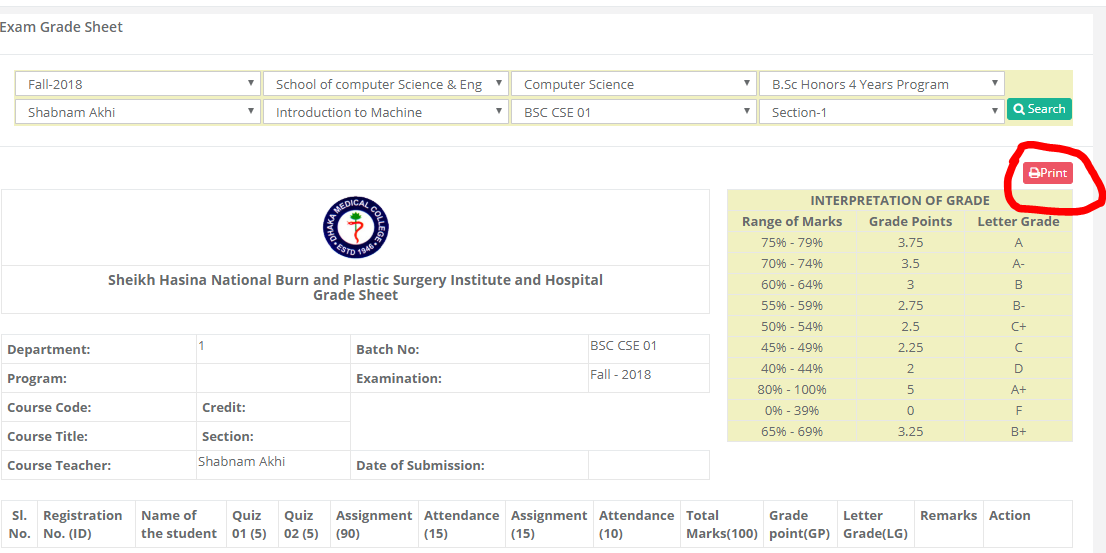 Exam Grade Sheet
Fall-2018 School of computer Science & Eng Computer Science B.Sc Honors 4 Years Program
Shabnam Akhi Introduction to Machine BSC CSE 01 Section-1 Search
Print
DHAKA MEDICAL COLLEGE
ESTD 1946
Sheikh Hasina National Burn and Plastic Surgery Institute and Hospital
Grade Sheet
INTERPRETATION OF GRADE
Range of Marks Grade Points Letter Grade
75% - 79% 3.75 A
70% - 74% 3.5 A-
60% - 64% 3 B
55% - 59% 2.75 B-
50% - 54% 2.5 C+
45% - 49% 2.25 C
40% - 44% 2 D
80% - 100% 5 A+
0% - 39% 0 F
65% - 69% 3.25 B+
Department: 1 Batch No: BSC CSE 01
Program: Examination: Fall - 2018
Course Code: Credit:
Course Title: Section:
Course Teacher: Shabnam Akhi Date of Submission:
Sl. Registration Name of Quiz Quiz Assignment Attendance Assignment Attendance Total Grade Letter Remarks Action
No. No. (ID) the student 01 (5) 02 (5) (90) (15) (15) (10) Marks(100) point(GP) Grade(LG)